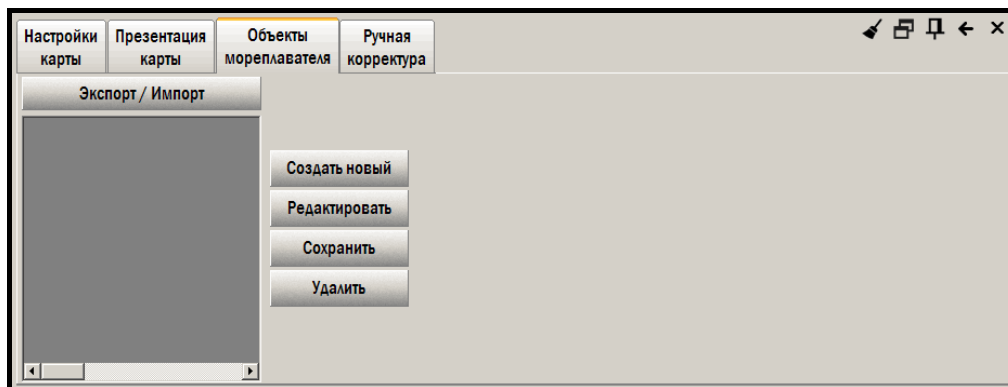 Настройки карты
Презентация карты
Объекты мореплавателя
Ручная корректура
Экспорт / Импорт
Создать новый
Редактировать
Сохранить
Удалить